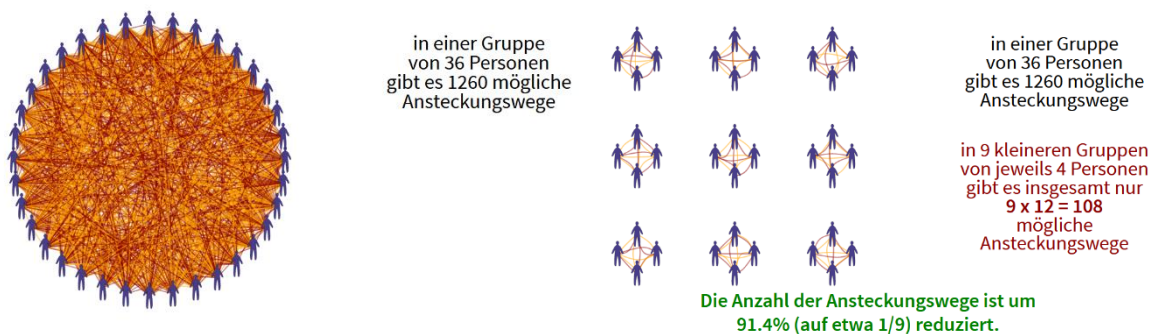 in einer Gruppe
von 36 Personen
gibt es 1260 mögliche
Ansteckungswege
in einer Gruppe
von 36 Personen
gibt es 1260 mögliche
Ansteckungswege
in 9 kleineren Gruppen
von jeweils 4 Personen
gibt es insgesamt nur
9 x 12 = 108
mögliche
Ansteckungswege
Die Anzahl der Ansteckungswege ist um
91.4% (auf etwa 1/9) reduziert.